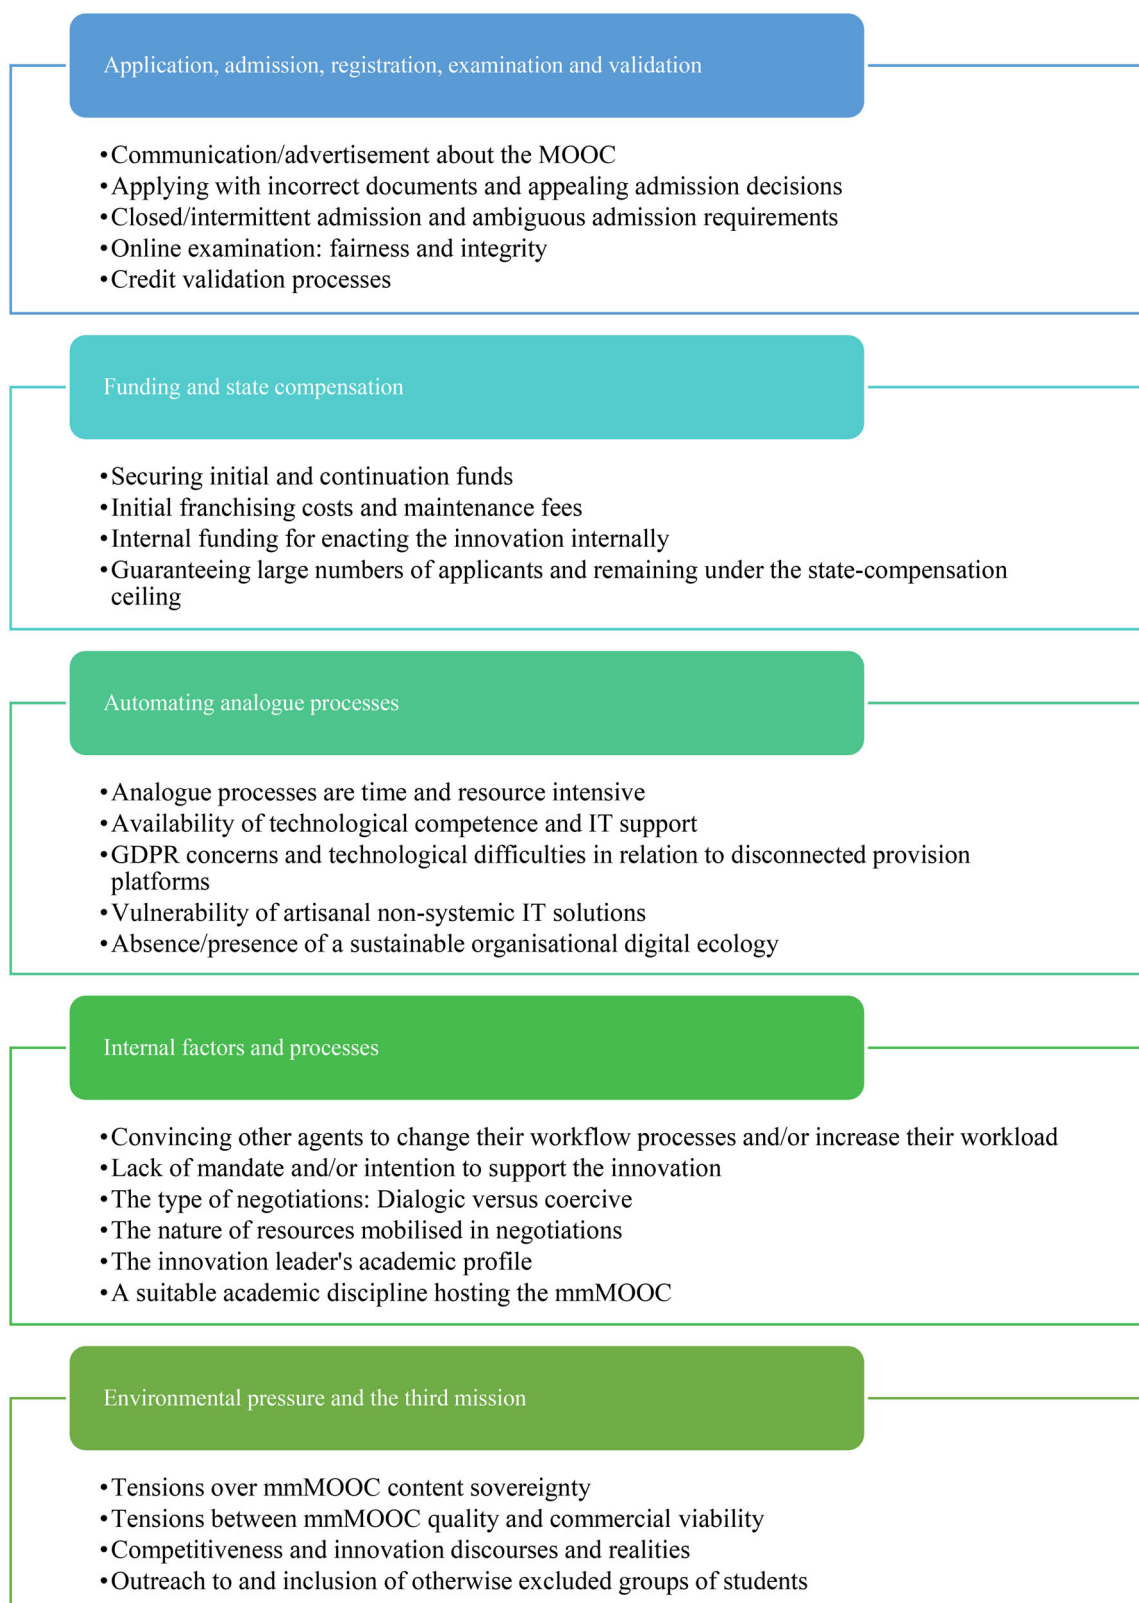 Application, admission, registration, examination and validation
•Communication/advertisement about the MOOC
•Applying with incorrect documents and appealing admission decisions
•Closed/intermittent admission and ambiguous admission requirements
•Online examination: fairness and integrity
•Credit validation processes
Funding and state compensation
•Securing initial and continuation funds
•Initial franchising costs and maintenance fees
•Internal funding for enacting the innovation internally
•Guaranteeing large numbers of applicants and remaining under the state-compensation
ceiling
Automating analogue processes
•Analogue processes are time and resource intensive
•Availability of technological competence and IT support
•GDPR concerns and technological difficulties in relation to disconnected provision
platforms
•Vulnerability of artisanal non-systemic IT solutions
•Absence/presence of a sustainable organisational digital ecology
Internal factors and processes
•Convincing other agents to change their workflow processes and/or increase their workload
•Lack of mandate and/or intention to support the innovation
•The type of negotiations: Dialogic versus coercive
•The nature of resources mobilised in negotiations
•The innovation leader's academic profile
•A suitable academic discipline hosting the mmMOOC
Environmental pressure and the third mission
•Tensions over mmMOOC content sovereignty
•Tensions between mmMOOC quality and commercial viability
•Competitiveness and innovation discourses and realities
•Outreach to and inclusion of otherwise excluded groups of students